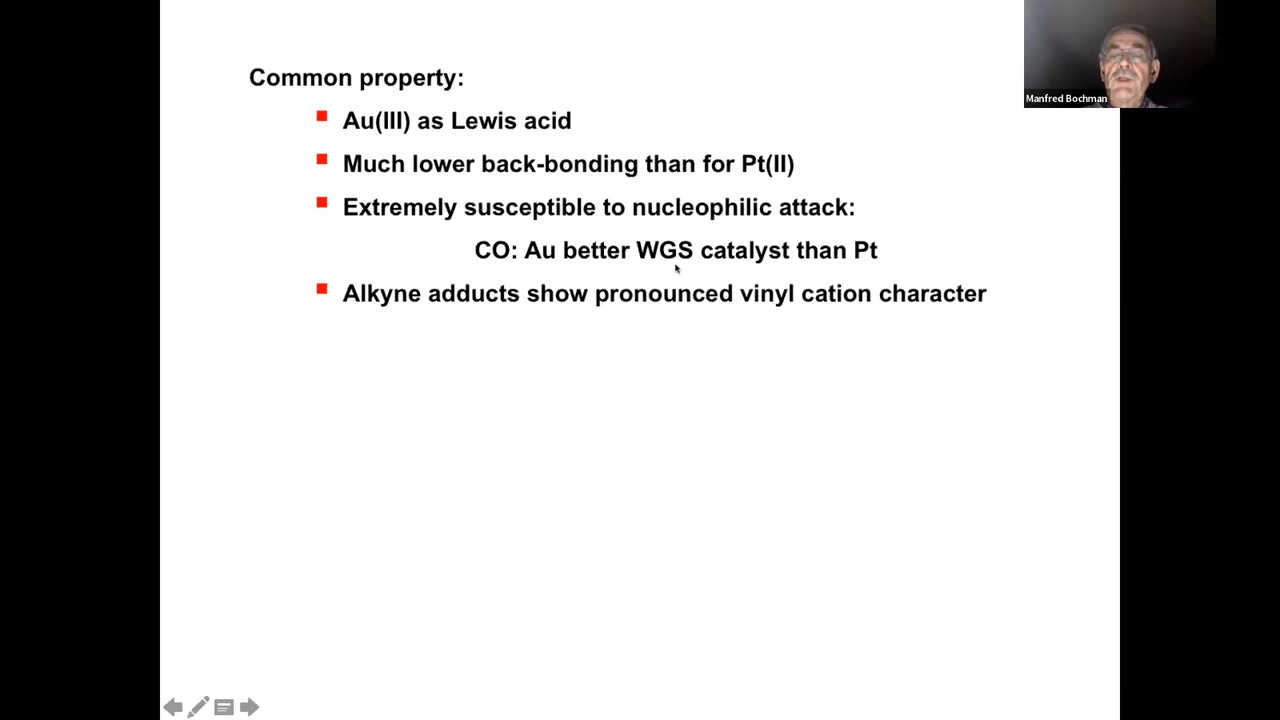 Common property:
Au(III) as Lewis acid
Much lower back-bonding than for Pt(II)
Extremely susceptible to nucleophilic attack:
CO: Au better WGS catalyst than Pt
Alkyne adducts show pronounced vinyl cation character
Manfred Bochman